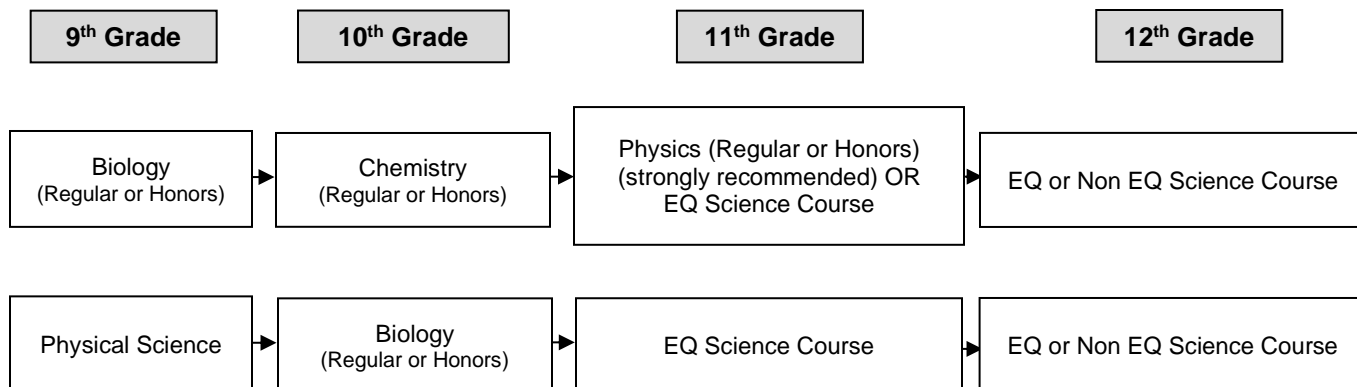 9th Grade
10th Grade
11th Grade
12th Grade
Biology
(Regular or Honors)
Chemistry
(Regular or Honors)
Physics (Regular or Honors)
(strongly recommended) OR
EQ Science Course
EQ or Non EQ Science Course
Physical Science
Biology
(Regular or Honors)
EQ Science Course
EQ or Non EQ Science Course